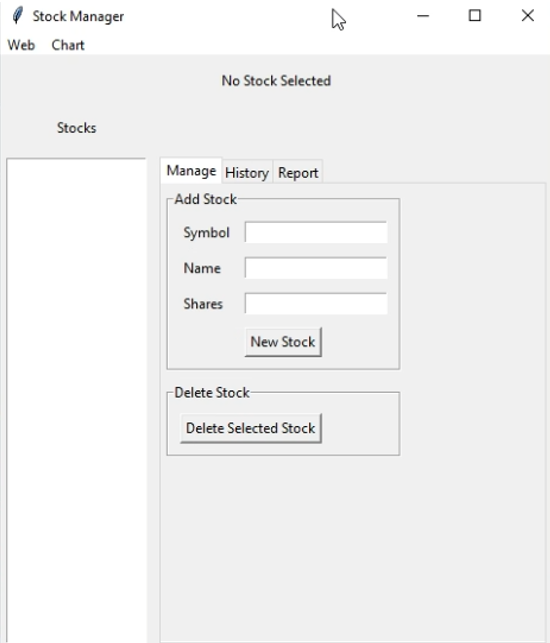 Stock Manager
Web Chart
No Stock Selected
Stocks
Manage History Report
Add Stock
Symbol
Name
Shares
New Stock
Delete Stock
Delete Selected Stock